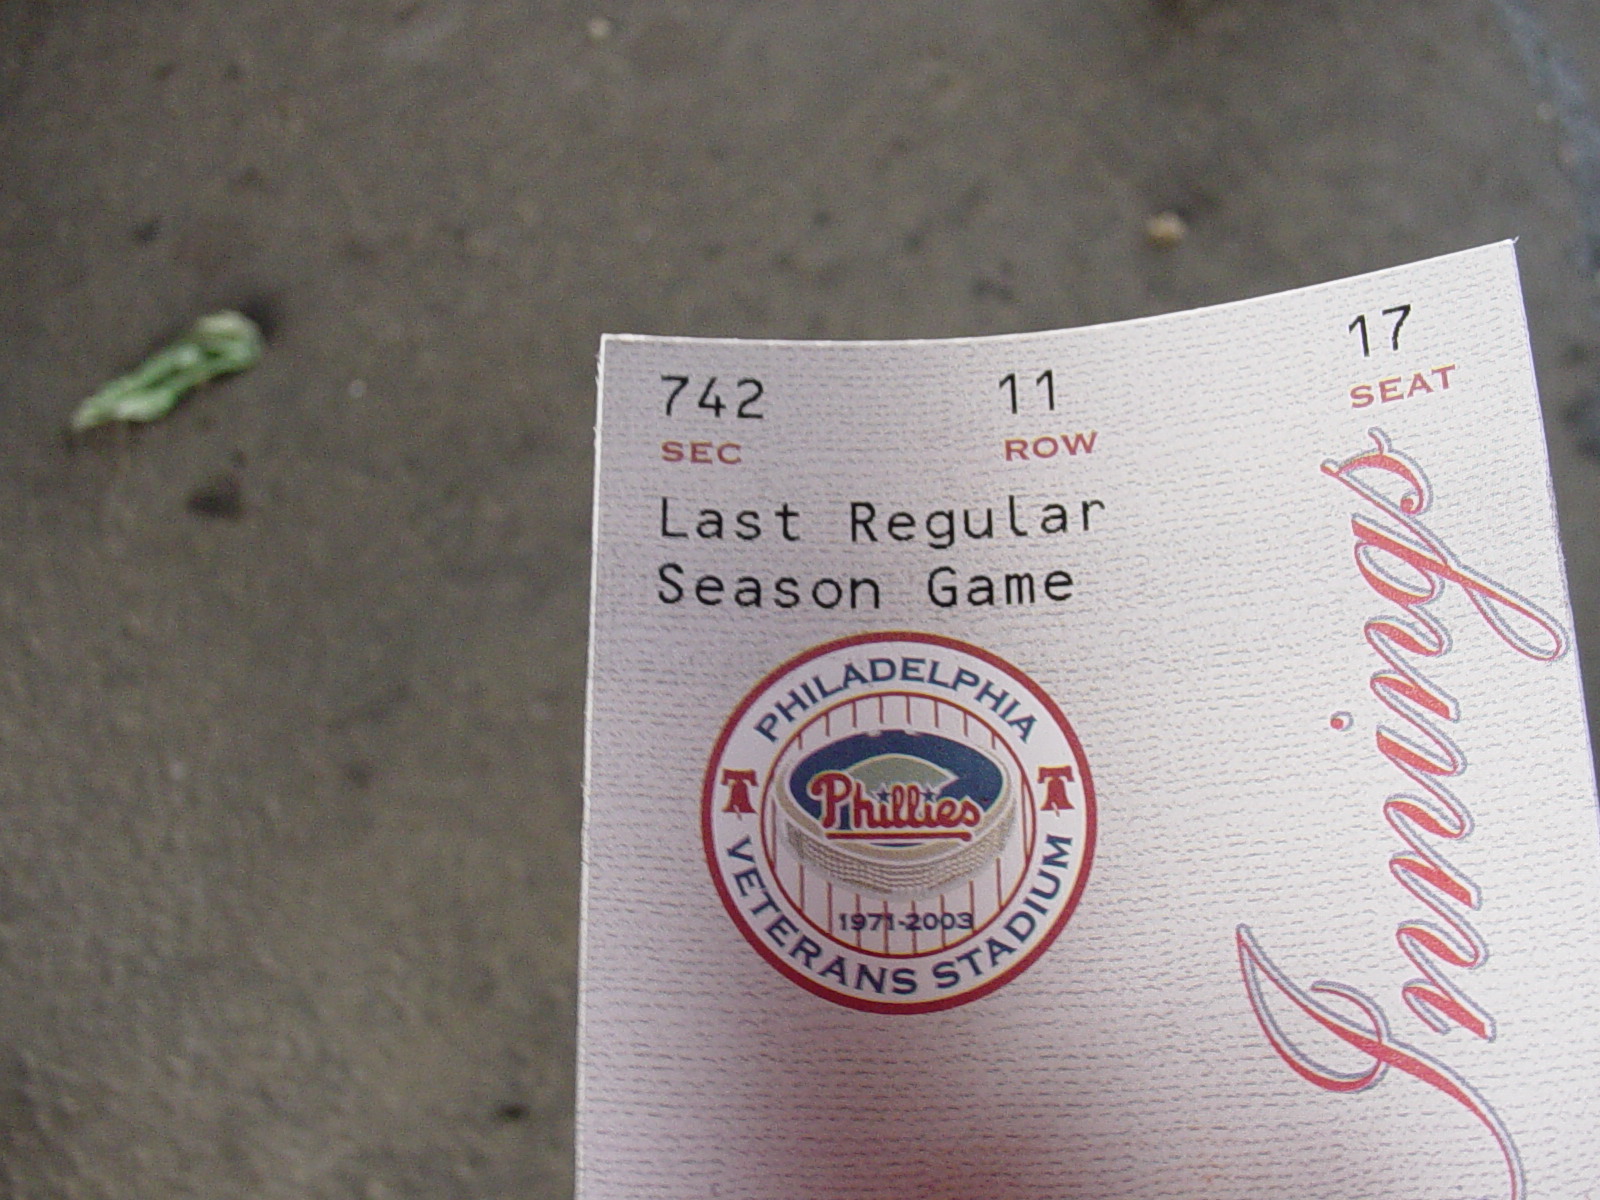 742 11 17
SEC ROW SEAT
Last Regular
Season Game
PHILADELPHIA
Phillies
1971-2003
VETERANS STADIUM
Innings